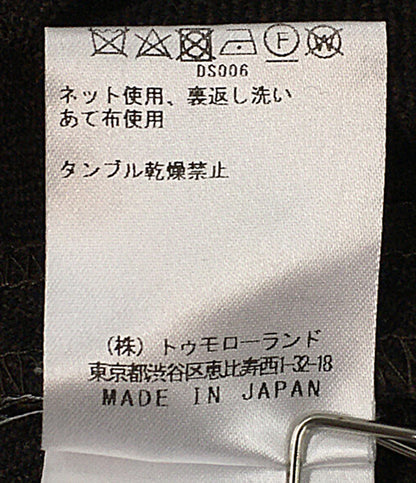 F W
DS006
ネット使用、裏返し洗い
あて布使用
タンブル乾燥禁止
（株）トゥモローランド
東京都渋谷区恵比寿西1-32-18
MADE IN JAPAN